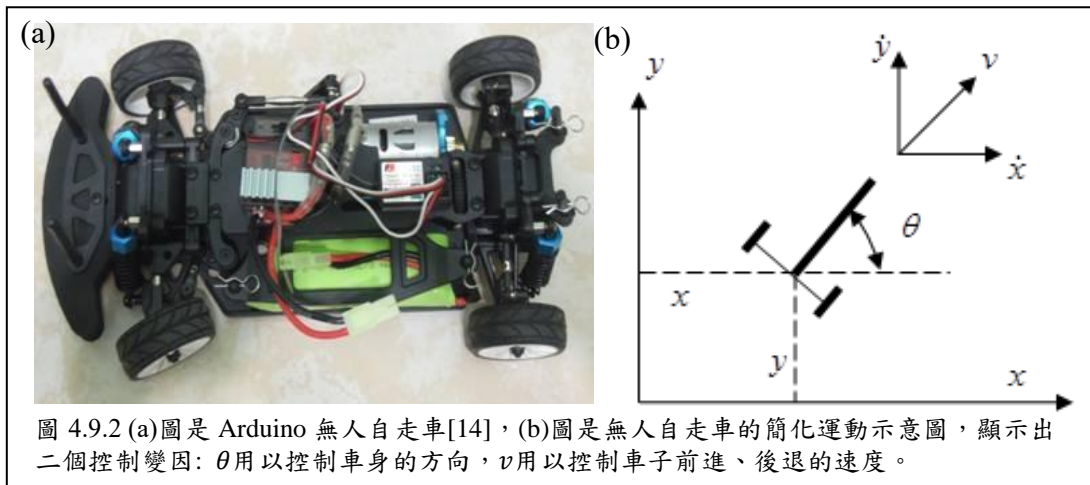 (a)
(b)
y
ẏ
v
ẋ
θ
x
y
x
圖 4.9.2 (a)圖是 Arduino 無人自走車[14]，(b)圖是無人自走車的簡化運動示意圖，顯示出
二個控制變因: θ用以控制車身的方向，v用以控制車子前進、後退的速度。